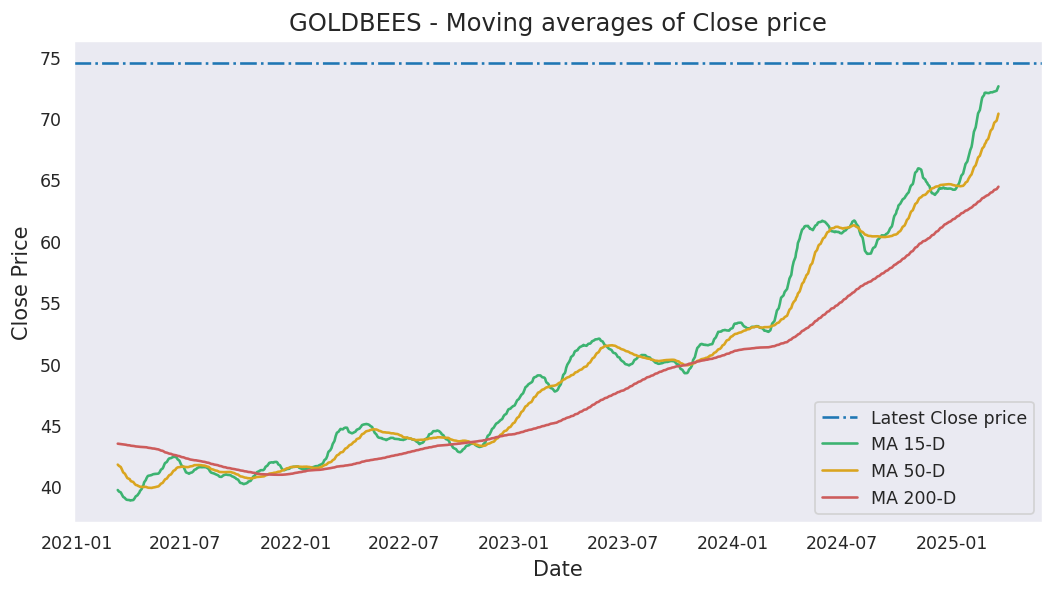 GOLDBEES - Moving averages of Close price
Close Price
75
70
65
60
55
50
45
40
2021-01 2021-07 2022-01 2022-07 2023-01 2023-07 2024-01 2024-07 2025-01
Date
Latest Close price
MA 15-D
MA 50-D
MA 200-D